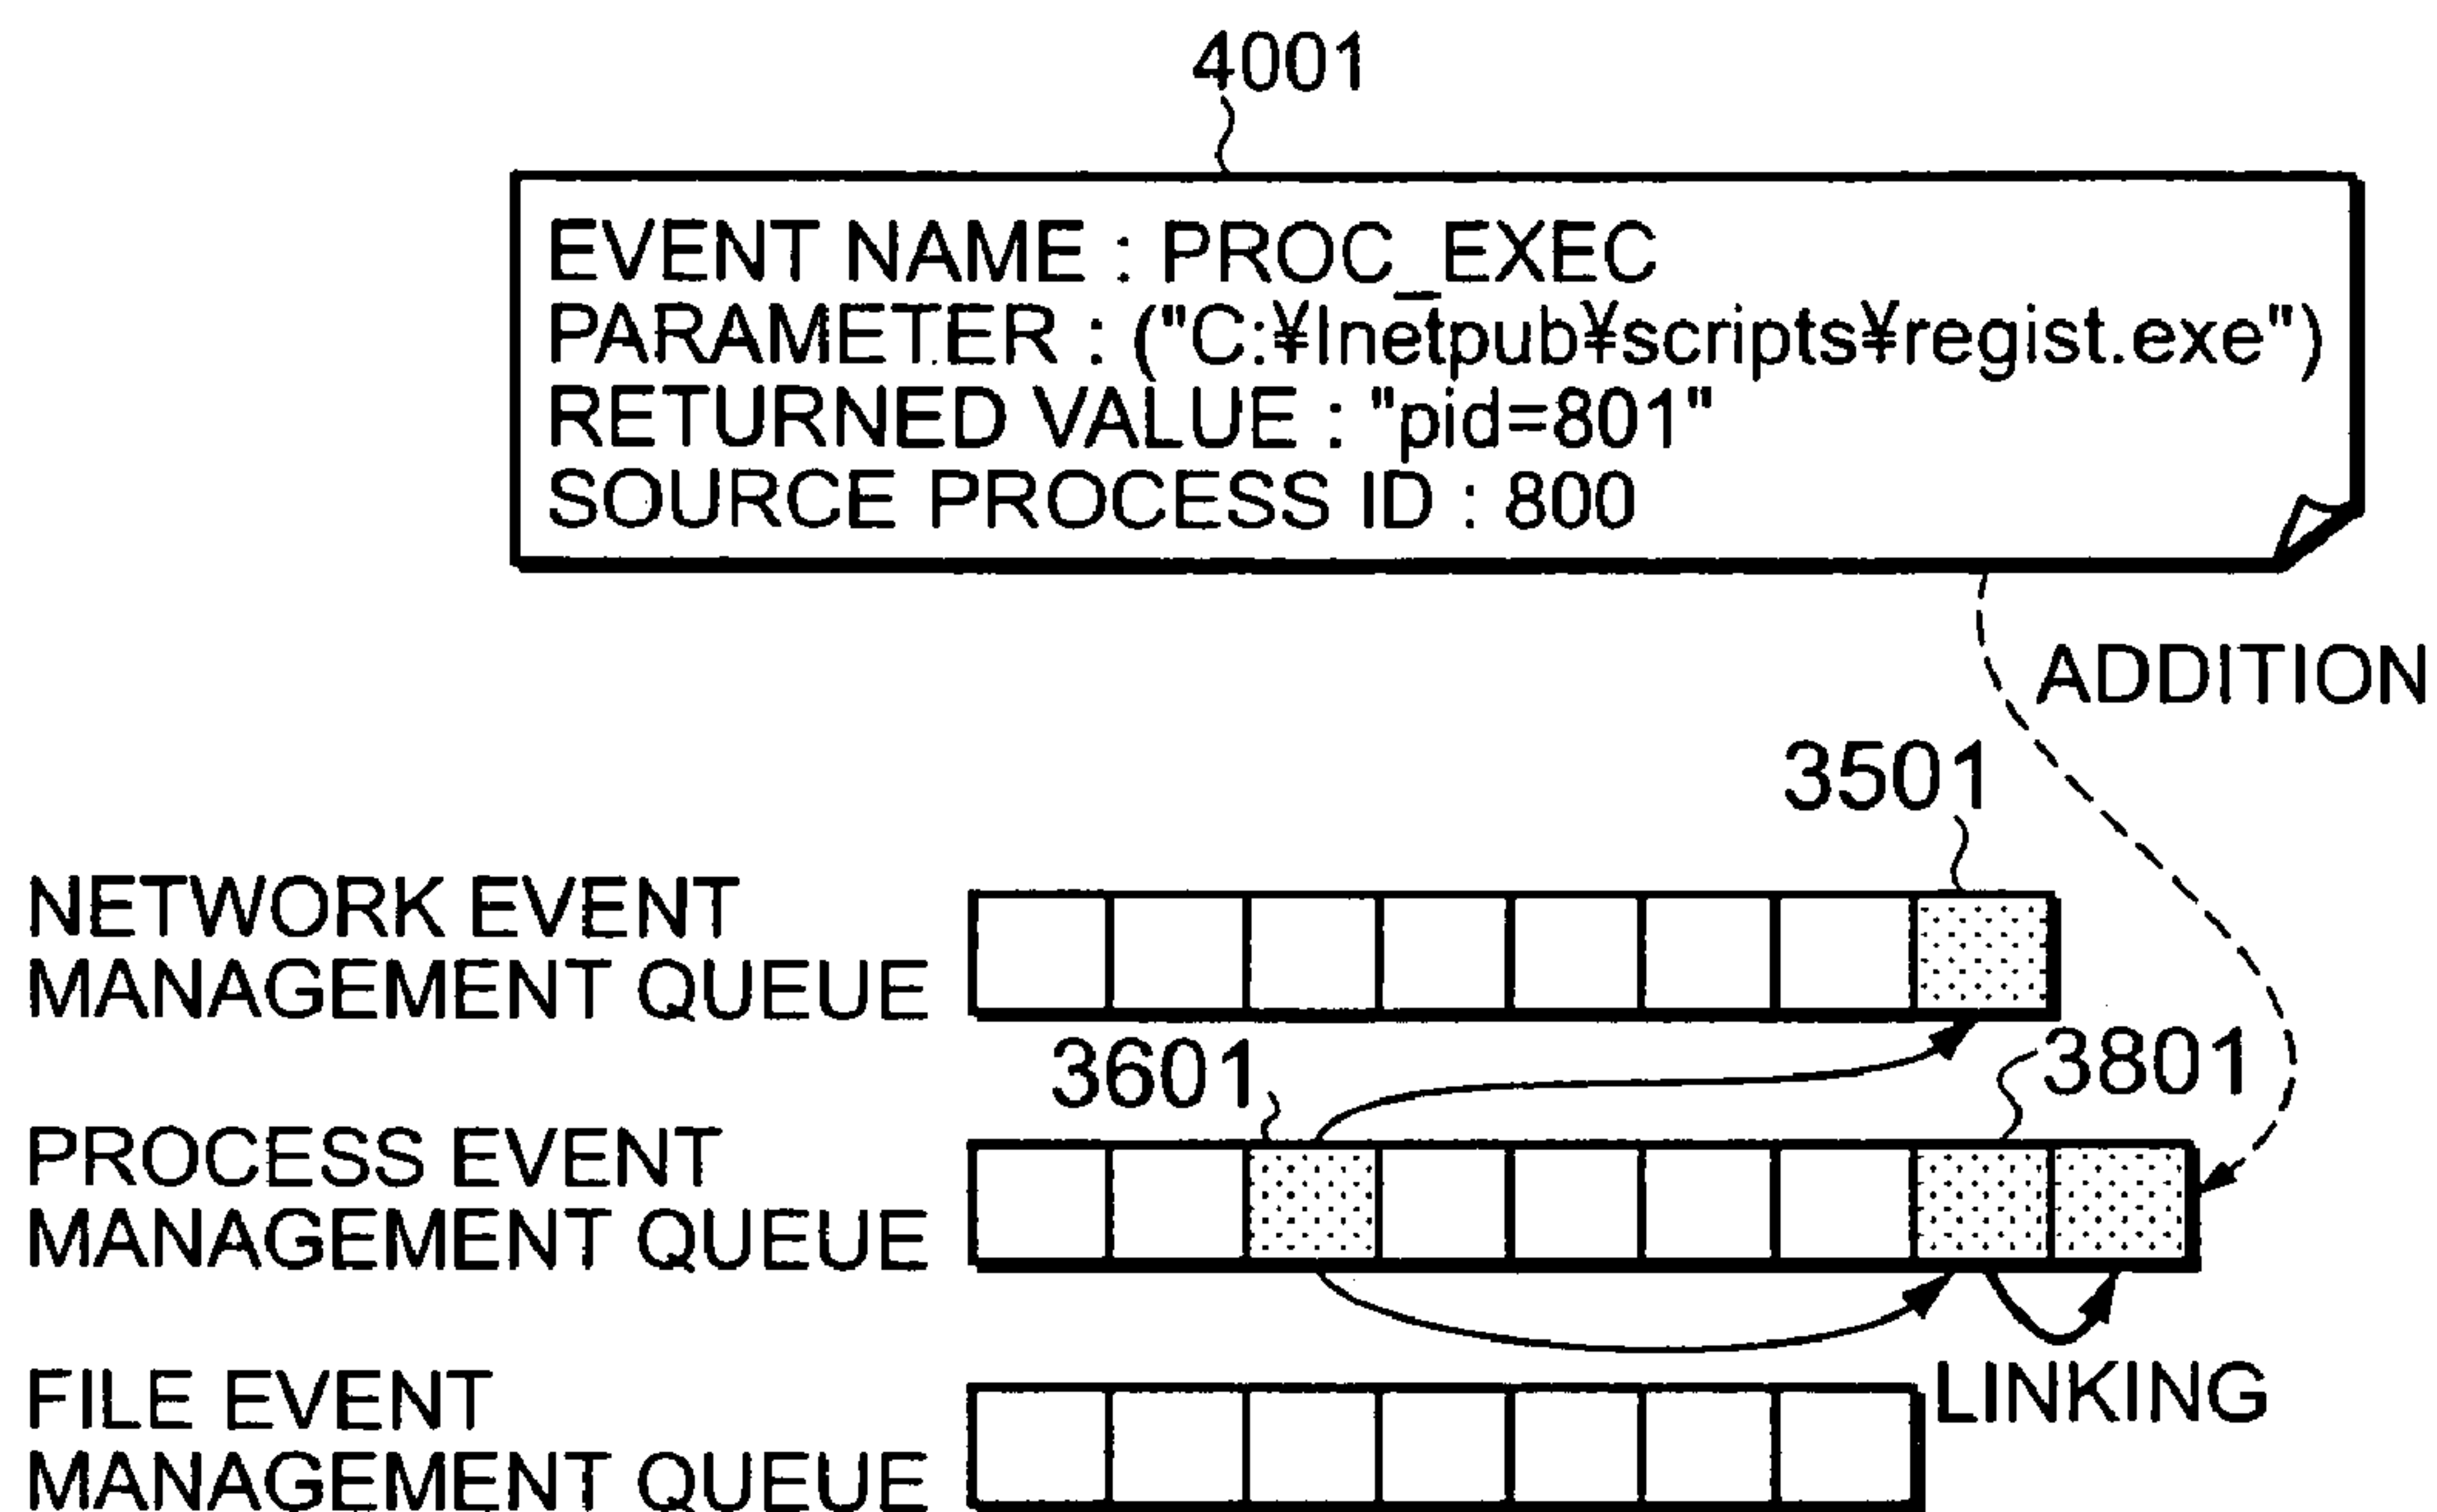 4001
EVENT NAME : PROC_EXEC
PARAMETER : ("C:¥Inetpub¥scripts¥regist.exe")
RETURNED VALUE : "pid=801"
SOURCE PROCESS ID : 800
ADDITION
3501
NETWORK EVENT
MANAGEMENT QUEUE
3601
3801
PROCESS EVENT
MANAGEMENT QUEUE
LINKING
FILE EVENT
MANAGEMENT QUEUE